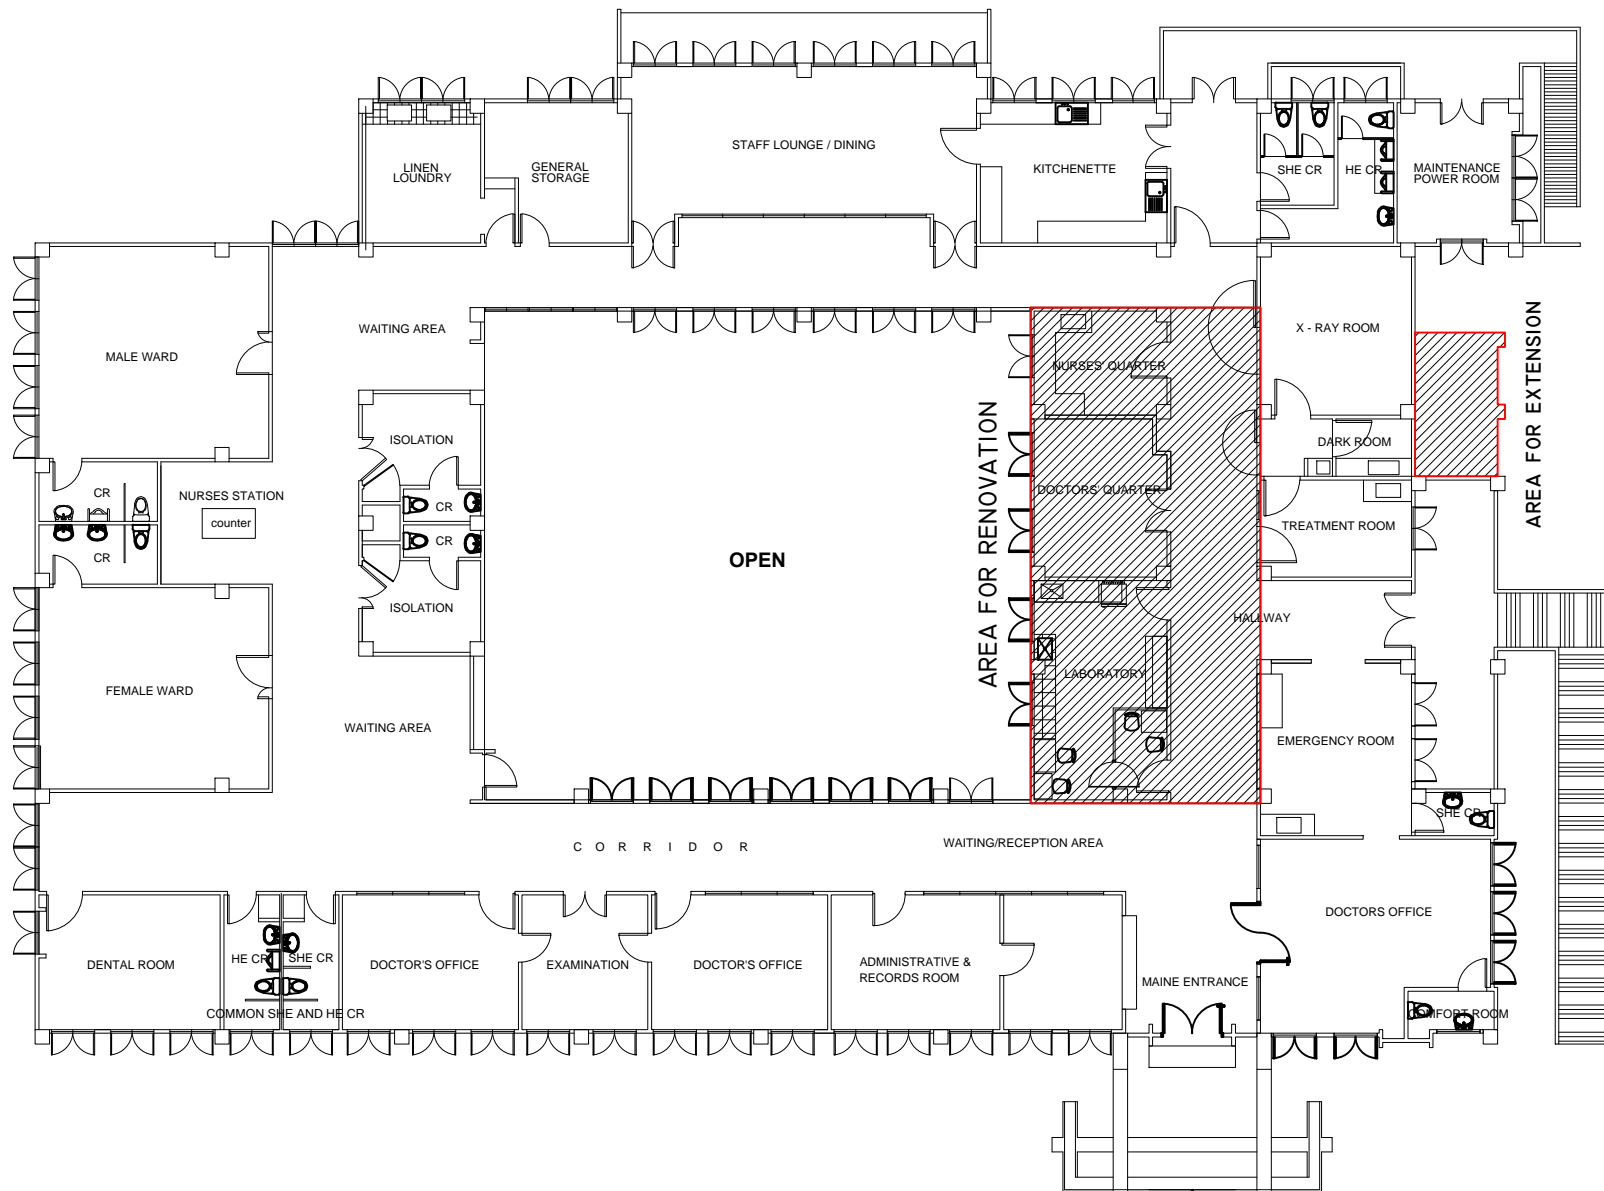 STAFF LOUNGE / DINING
LINEN
LOUNDRY
GENERAL
STORAGE
KITCHENETTE
SHE CR
HE CR
MAINTENANCE
POWER ROOM
WAITING AREA
MALE WARD
X - RAY ROOM
NURSES' QUARTER
AREA FOR EXTENSION
ISOLATION
DARK ROOM
AREA FOR RENOVATION
CR
NURSES STATION
counter
CR
CR
CR
DOCTORS' QUARTER
TREATMENT ROOM
OPEN
ISOLATION
HALLWAY
LABORATORY
FEMALE WARD
WAITING AREA
EMERGENCY ROOM
SHE CR
CORRIDOR
WAITING/RECEPTION AREA
DOCTORS OFFICE
DENTAL ROOM
HE CR
SHE CR
DOCTOR'S OFFICE
EXAMINATION
DOCTOR'S OFFICE
ADMINISTRATIVE &
RECORDS ROOM
MAINE ENTRANCE
COMMON SHE AND HE CR
COMFORT ROOM